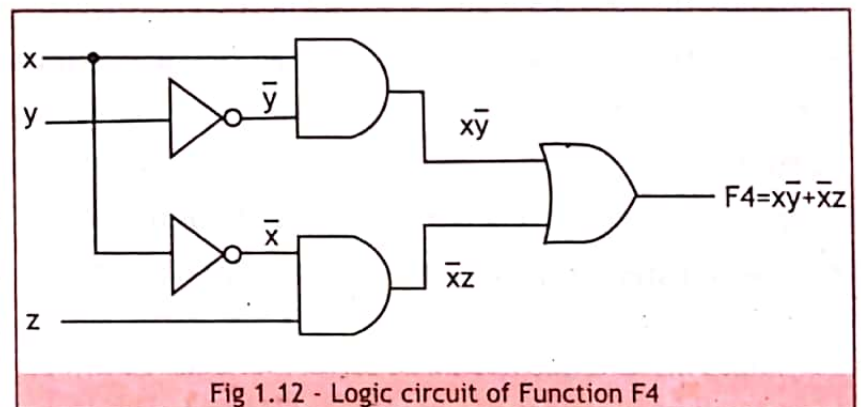 x
y
ȳ
xȳ
F4=xȳ+x̄z
x̄
x̄z
z
Fig 1.12 - Logic circuit of Function F4